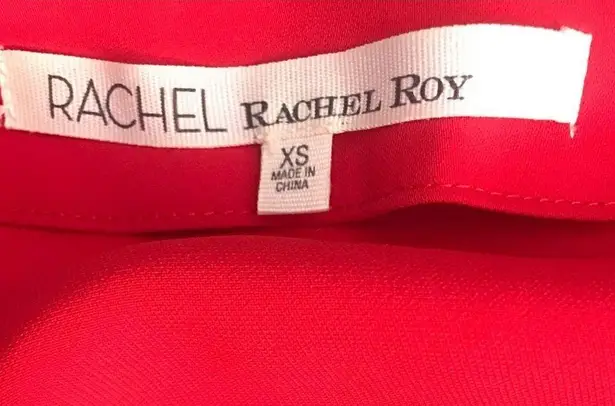 RACHEL RACHEL ROY
XS
MADE IN
CHINA